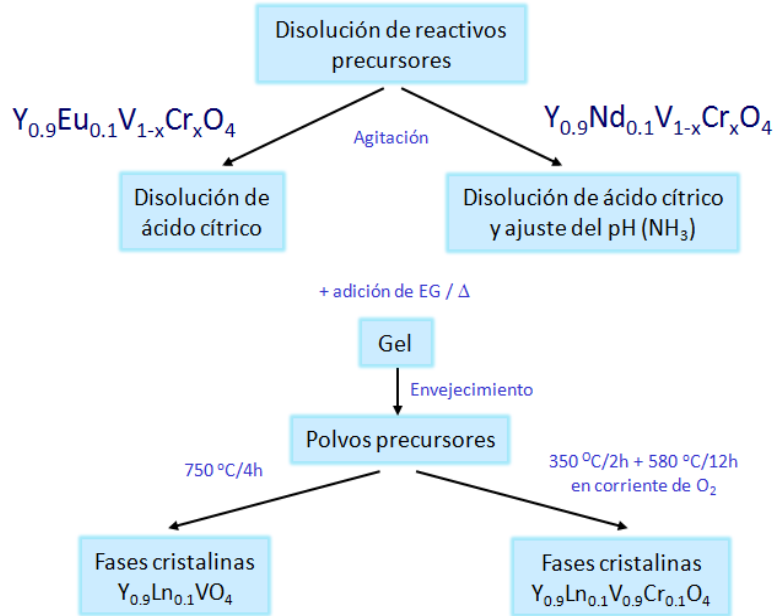 Disolución de reactivos
precursores
Y₀.₉Eu₀.₁V₁₋ₓCrₓO₄
Agitación
Y₀.₉Nd₀.₁V₁₋ₓCrₓO₄
Disolución de
ácido cítrico
Disolución de ácido cítrico
y ajuste del pH (NH₃)
+ adición de EG / Δ
Gel
Envejecimiento
Polvos precursores
750 ºC/4h
350 ºC/2h + 580 ºC/12h
en corriente de O₂
Fases cristalinas
Y₀.₉Ln₀.₁VO₄
Fases cristalinas
Y₀.₉Ln₀.₁V₀.₉Cr₀.₁O₄